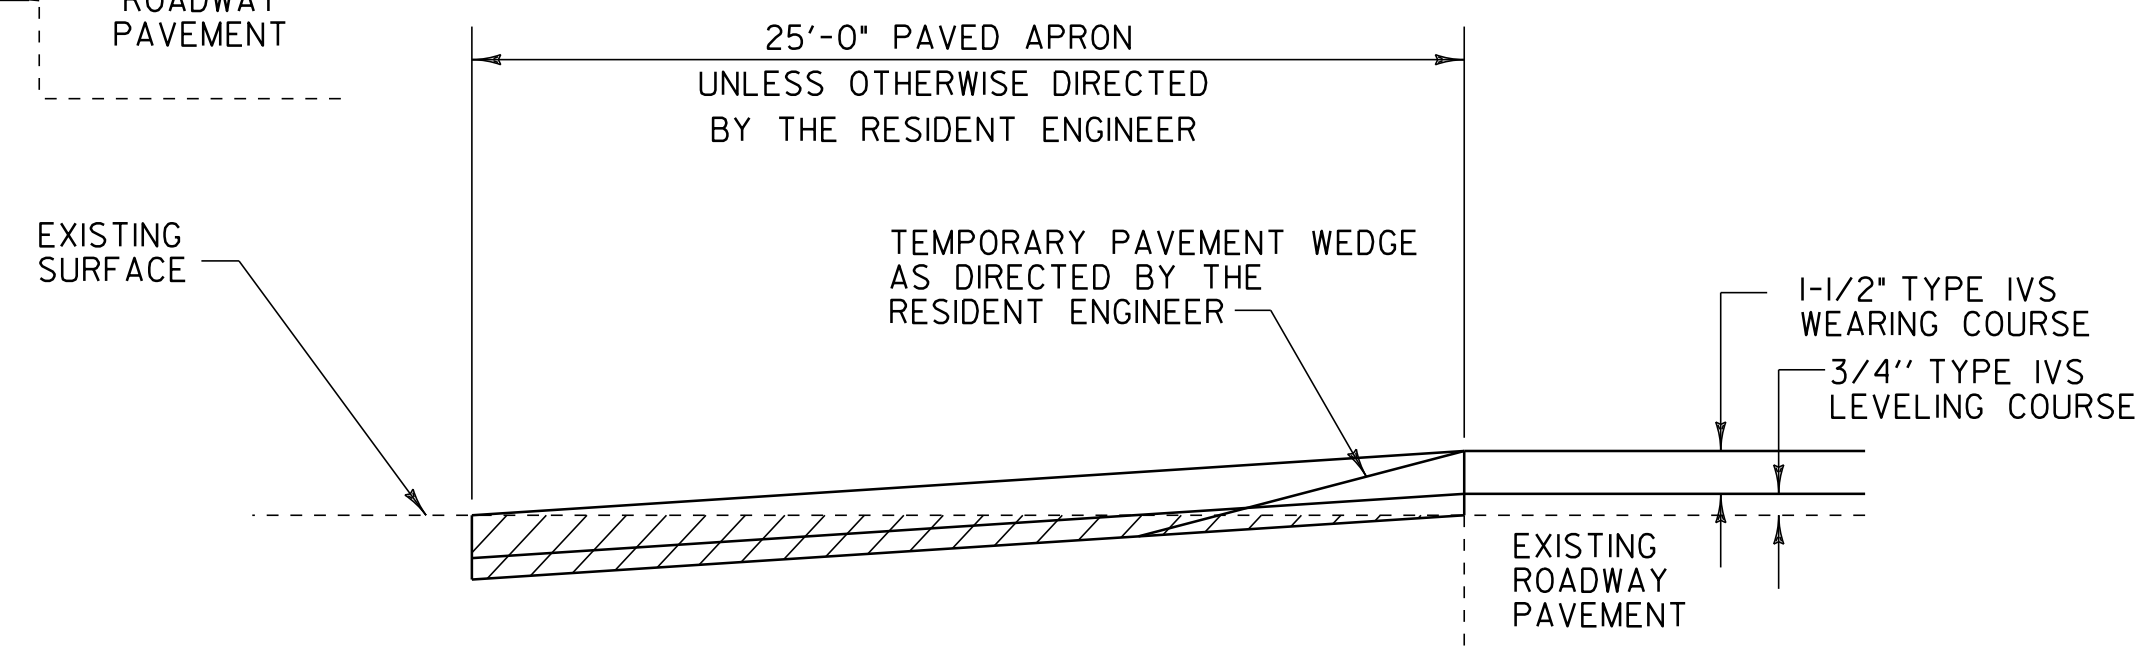 ROADWAY
PAVEMENT
25'-0" PAVED APRON
UNLESS OTHERWISE DIRECTED
BY THE RESIDENT ENGINEER
EXISTING
SURFACE
TEMPORARY PAVEMENT WEDGE
AS DIRECTED BY THE
RESIDENT ENGINEER
1-1/2" TYPE IVS
WEARING COURSE
3/4'' TYPE IVS
LEVELING COURSE
EXISTING
ROADWAY
PAVEMENT